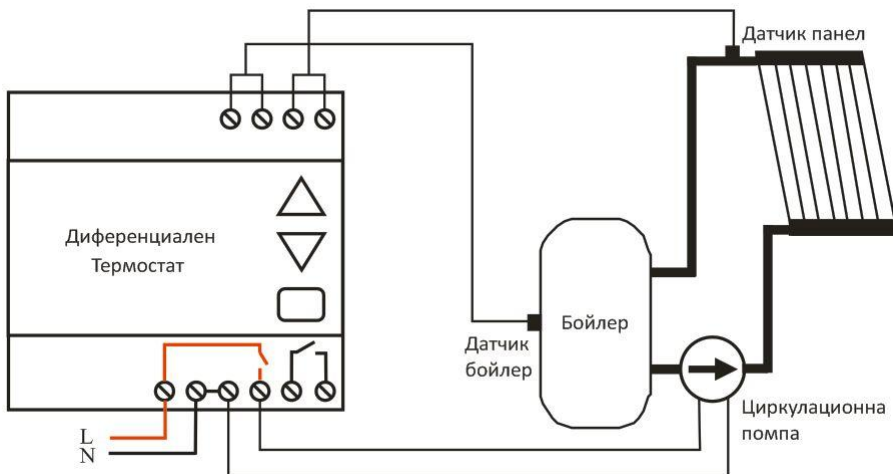 Датчик панел
Диференциален
Термостат
Бойлер
Датчик
бойлер
Циркулационна
помпа
L
N